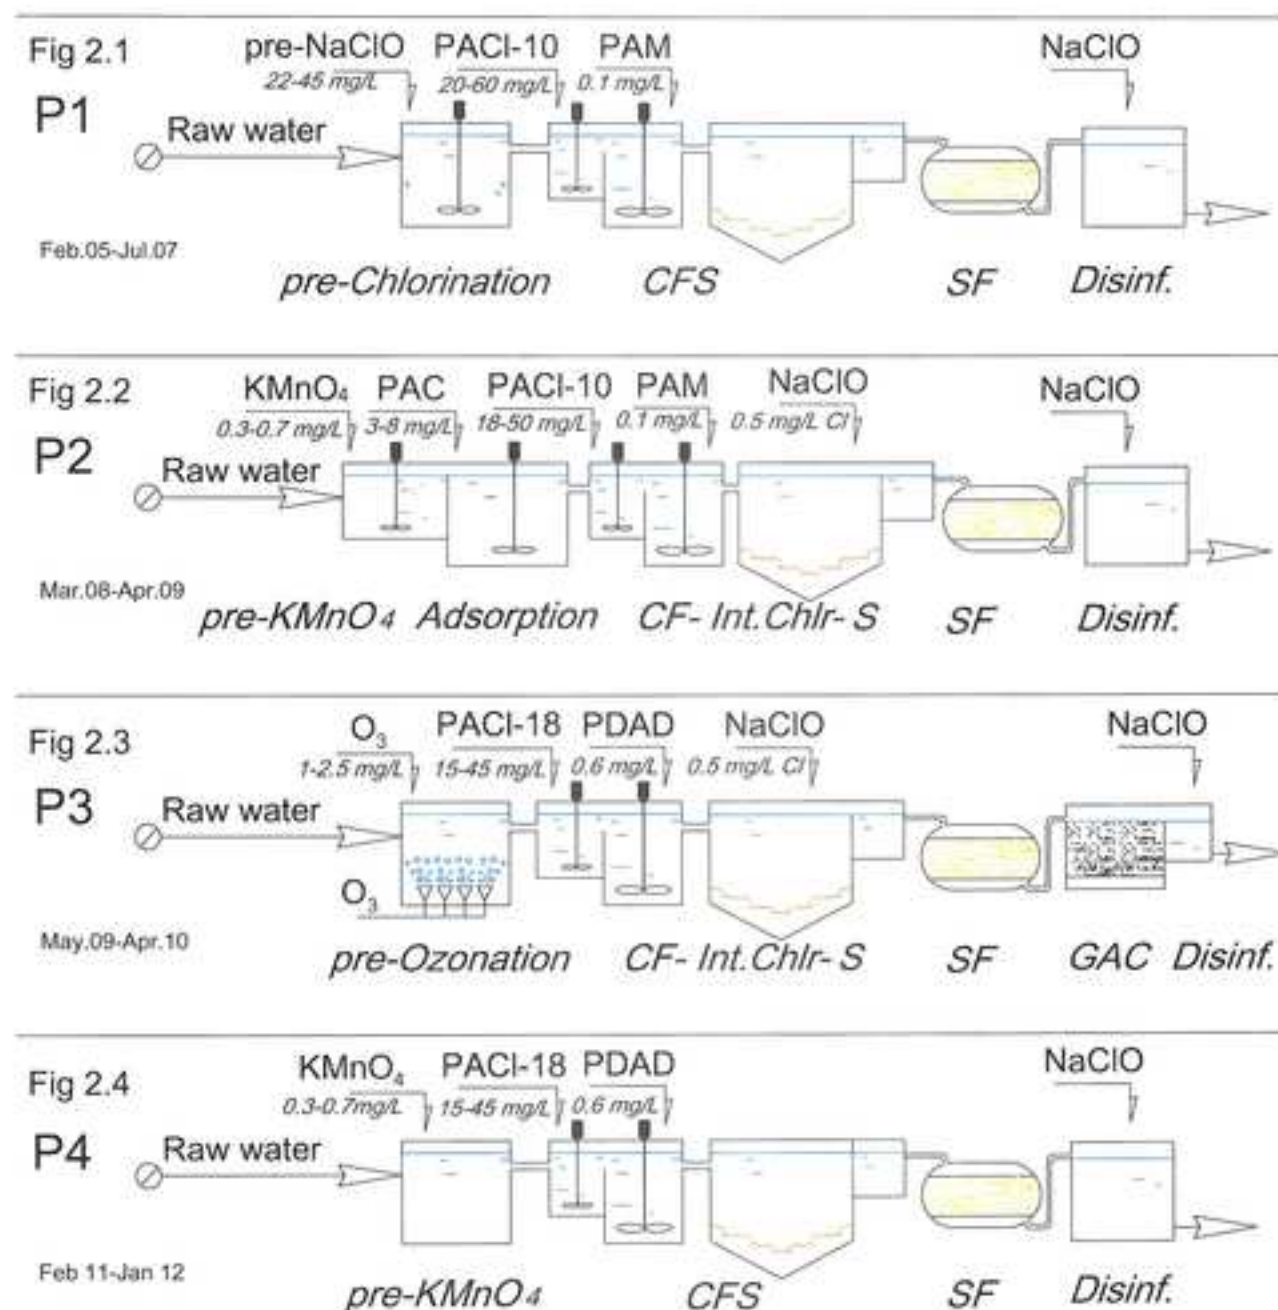 Fig 2.1
pre-NaClO PACl-10 PAM NaClO
22-45 mg/L 20-60 mg/L 0.1 mg/L
P1
Raw water
Feb.05-Jul.07
pre-Chlorination CFS SF Disinf.
Fig 2.2
KMnO₄ PAC PACl-10 PAM NaClO NaClO
0.3-0.7 mg/L 3-8 mg/L 18-50 mg/L 0.1 mg/L 0.5 mg/L Cl
P2
Raw water
Mar.08-Apr.09
pre-KMnO₄ Adsorption CF- Int.Chlr- S SF Disinf.
Fig 2.3
O₃ PACl-18 PDAD NaClO NaClO
1-2.5 mg/L 15-45 mg/L 0.6 mg/L 0.5 mg/L Cl
P3
Raw water
O₃
May.09-Apr.10
pre-Ozonation CF- Int.Chlr- S SF GAC Disinf.
Fig 2.4
KMnO₄ PACl-18 PDAD NaClO
0.3-0.7mg/L 15-45 mg/L 0.6 mg/L
P4
Raw water
Feb 11-Jan 12
pre-KMnO₄ CFS SF Disinf.